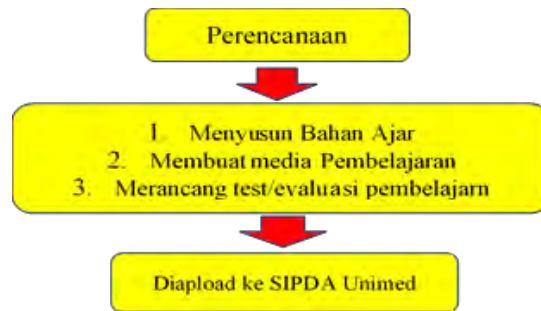 Perencanaan
1. Menyusun Bahan Ajar
2. Membuat media Pembelajaran
3. Merancang test/evaluasi pembelajarn
Diapload ke SIPDA Unimed